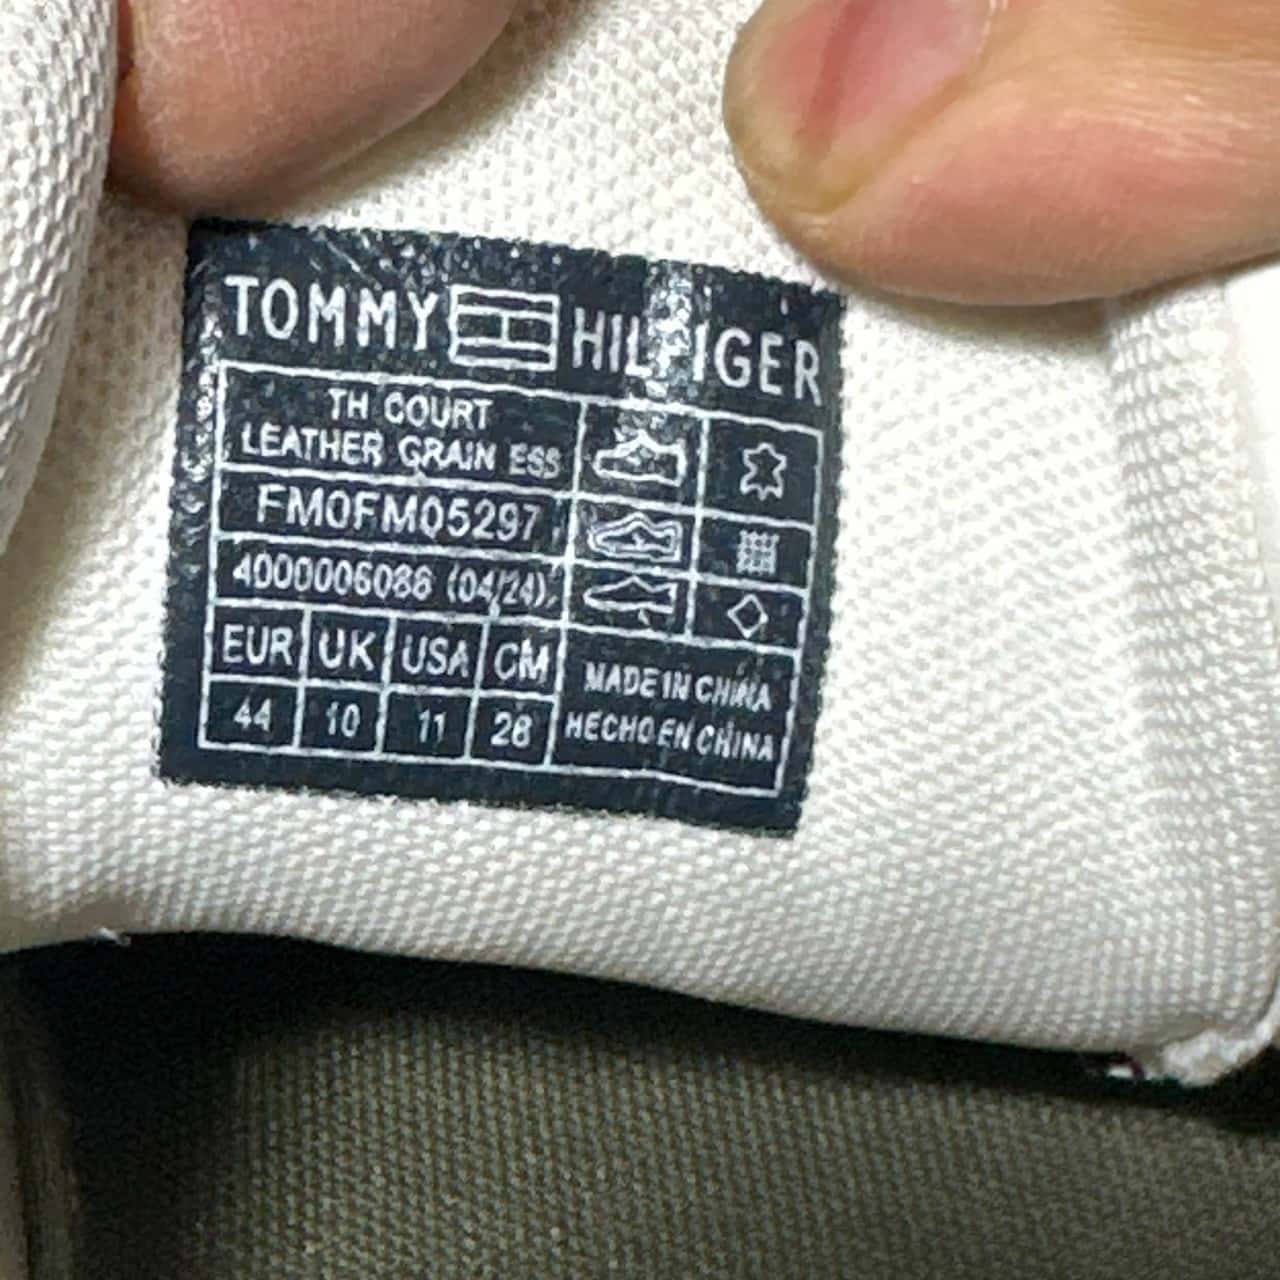 TOMMY HILFIGER
TH COURT
LEATHER GRAIN ESS
FM0FM05297
4000006086 (04/24)
EUR UK USA CM
44 10 11 28
MADE IN CHINA
HECHO EN CHINA